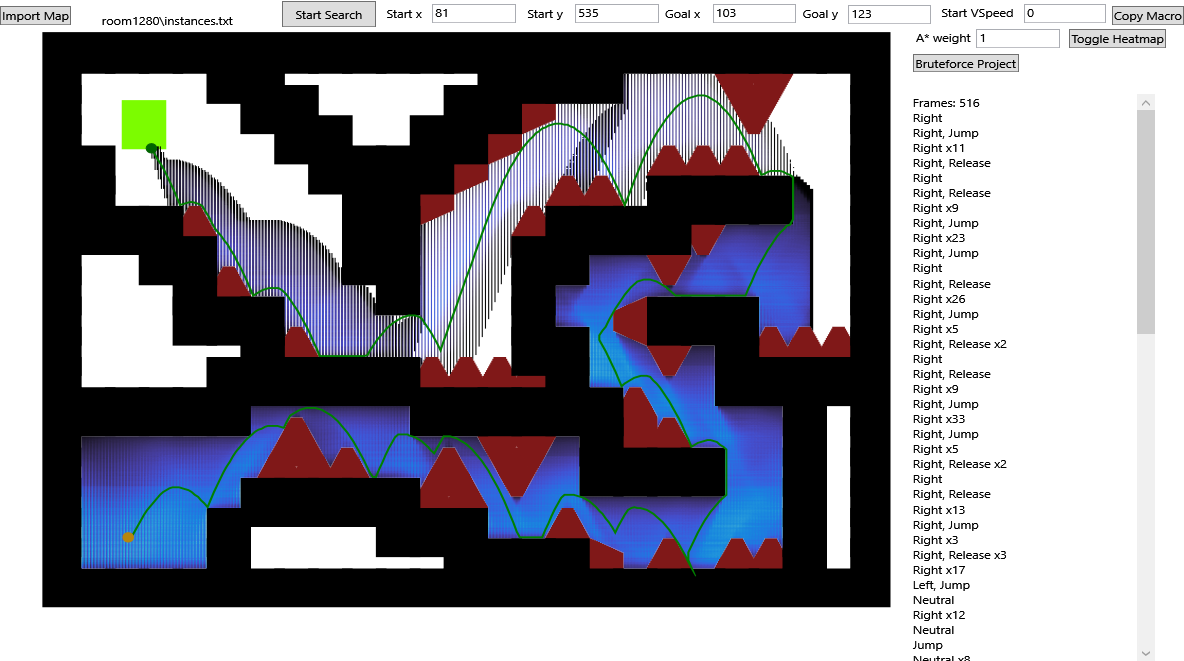 Import Map
room1280\instances.txt
Start Search
Start x 81
Start y 535
Goal x 103
Goal y 123
Start VSpeed 0
Copy Macro
A* weight 1
Toggle Heatmap
Bruteforce Project
Frames: 516
Right
Right, Jump
Right x11
Right, Release
Right
Right, Release
Right x9
Right, Jump
Right x23
Right, Jump
Right
Right, Release
Right x26
Right, Jump
Right x5
Right, Release x2
Right
Right, Release
Right x9
Right, Jump
Right x33
Right, Jump
Right x5
Right, Release x2
Right
Right, Release
Right x13
Right, Jump
Right x3
Right, Release x3
Right x17
Left, Jump
Neutral
Right x12
Neutral
Jump
Neutral x8